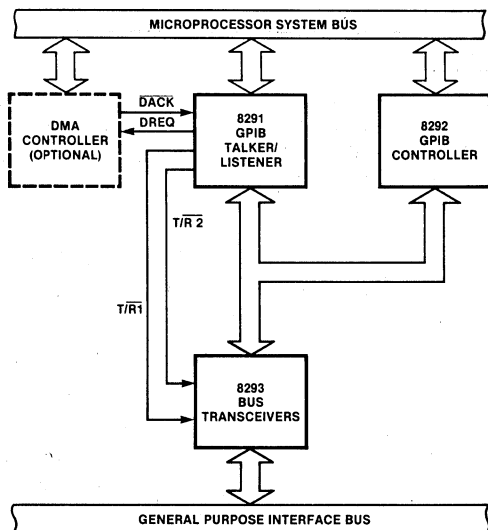 MICROPROCESSOR SYSTEM BUS
DMA
CONTROLLER
(OPTIONAL)
DACK
DREQ
8291
GPIB
TALKER/
LISTENER
8292
GPIB
CONTROLLER
T/R 2
T/R1
8293
BUS
TRANSCEIVERS
GENERAL PURPOSE INTERFACE BUS